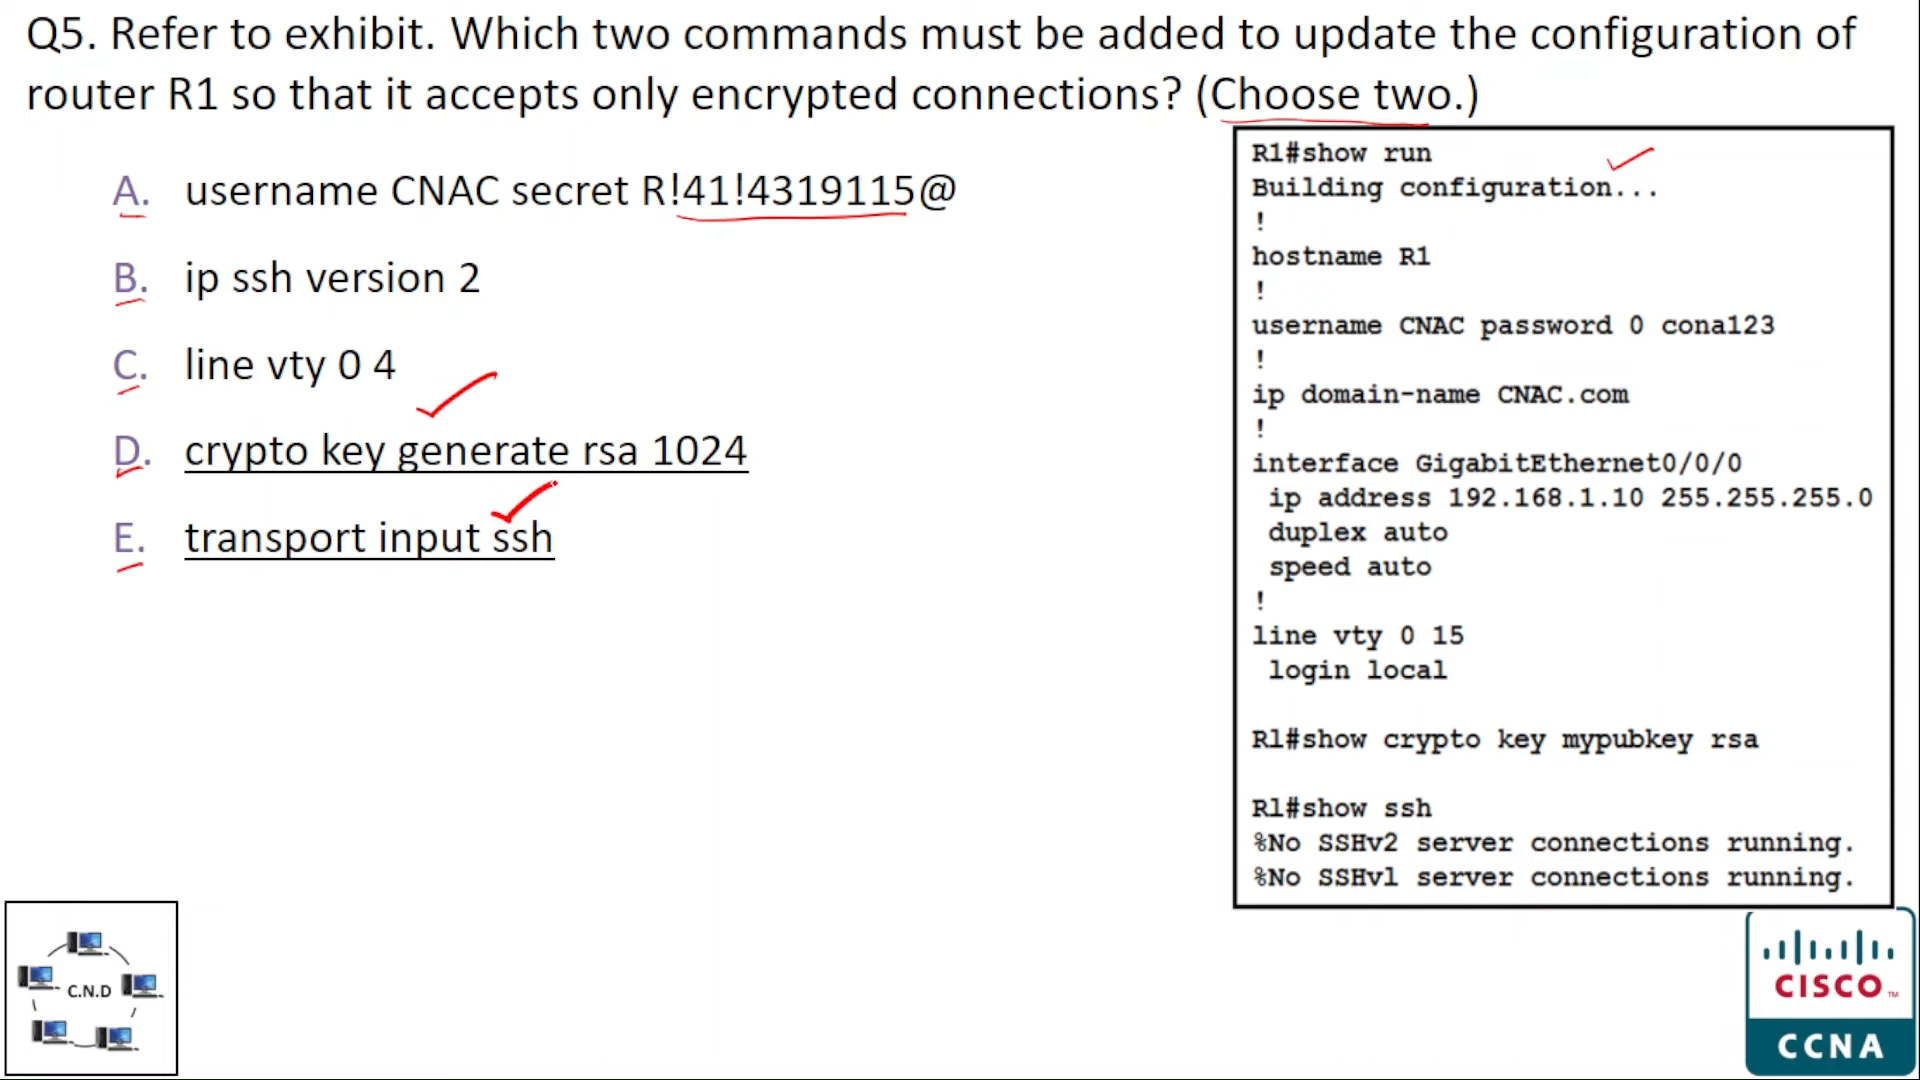 Q5. Refer to exhibit. Which two commands must be added to update the configuration of
router R1 so that it accepts only encrypted connections? (Choose two.)
A. username CNAC secret R!41!4319115@
B. ip ssh version 2
C. line vty 0 4
D. crypto key generate rsa 1024
E. transport input ssh
R1#show run
Building configuration...
!
hostname R1
!
username CNAC password 0 cona123
!
ip domain-name CNAC.com
!
interface GigabitEthernet0/0/0
ip address 192.168.1.10 255.255.255.0
duplex auto
speed auto
!
line vty 0 15
login local
Rl#show crypto key mypubkey rsa
Rl#show ssh
%No SSHv2 server connections running.
%No SSHvl server connections running.
C.N.D
CISCO™
CCNA